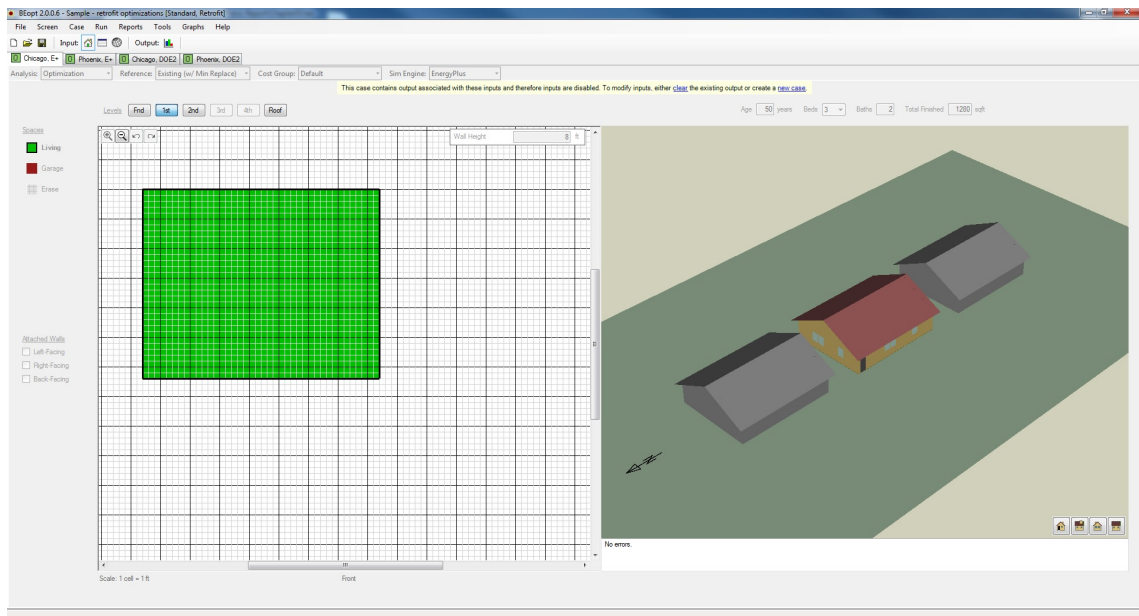 BEopt 2.0.0.6 - Sample - retrofit optimizations [Standard, Retrofit]
File Screen Case Run Reports Tools Graphs Help
Input: Output:
Chicago, E+ Phoenix, E+ Chicago, DOE2 Phoenix, DOE2
Analysis: Optimization Reference: Existing (w/ Min Replace) Cost Group: Default Sim Engine: EnergyPlus
This case contains output associated with these inputs and therefore inputs are disabled. To modify inputs, either clear the existing output or create a new case.
Levels Fnd 1st 2nd 3rd 4th Roof
Age 50 years Beds 3 Baths 2 Total Finished 1280 sqft
Spaces
Living
Garage
Erase
Wall Height 8 ft
Attached Walls
Left-Facing
Right-Facing
Back-Facing
N
No errors.
Scale: 1 cell = 1 ft Front